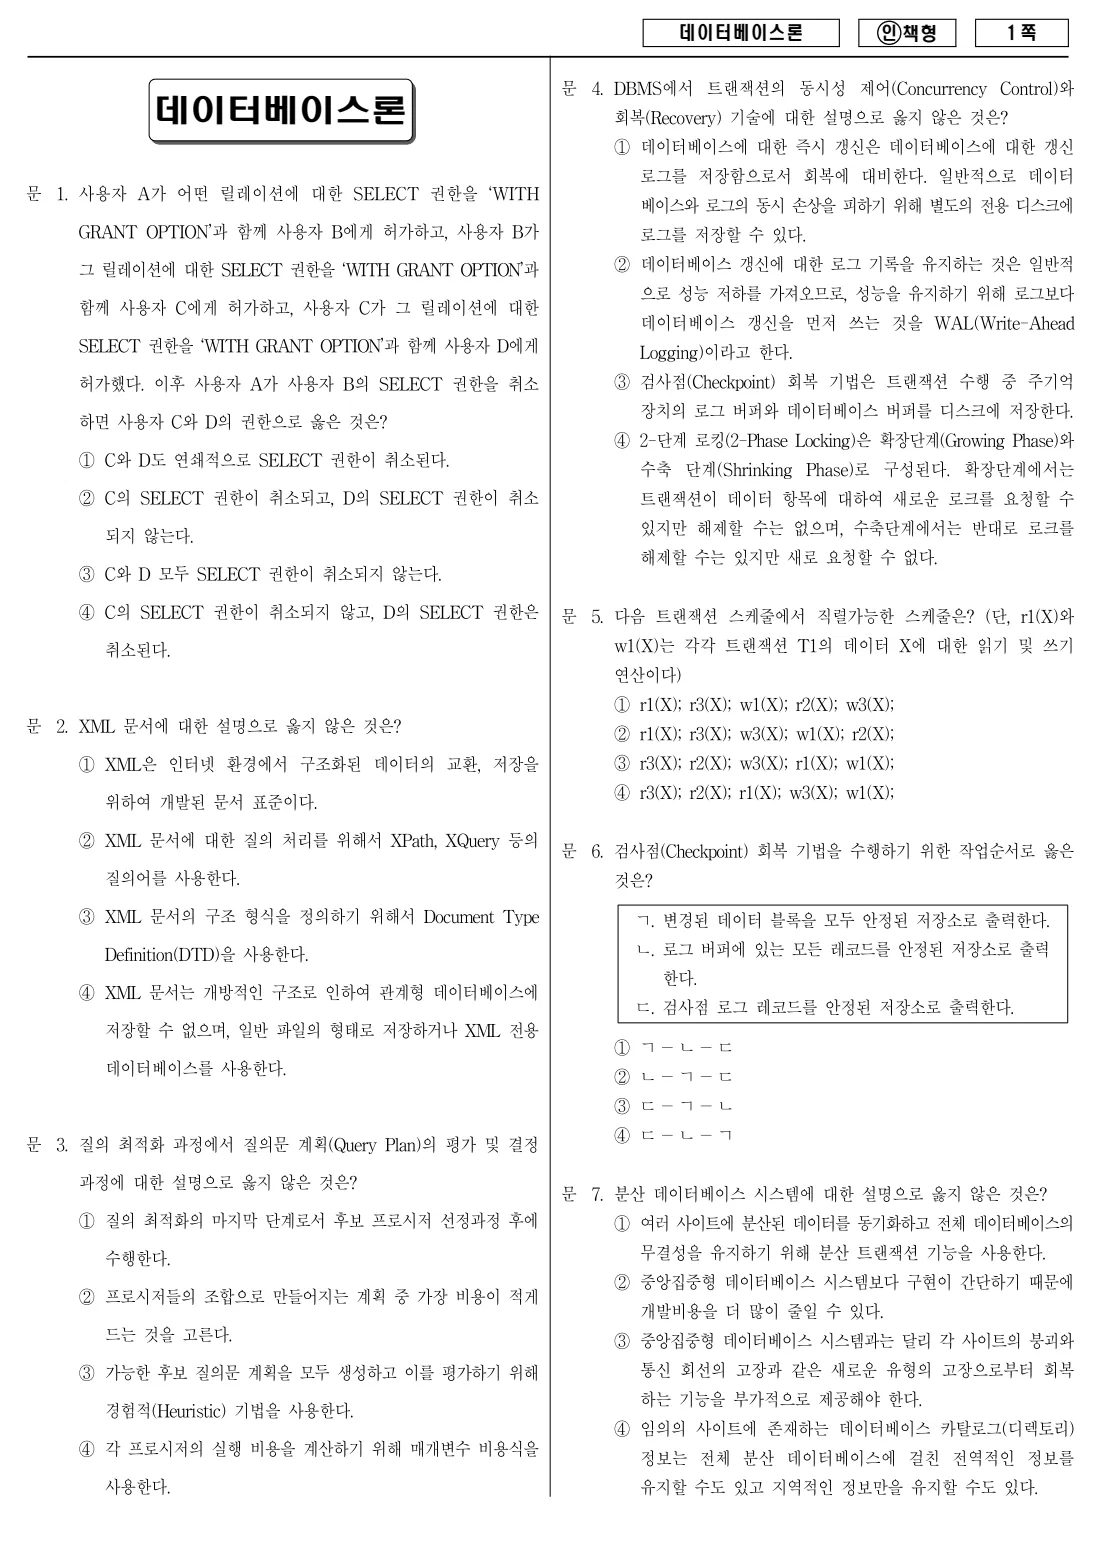 데이터베이스론
인책형
1쪽
데이터베이스론
문 1. 사용자 A가 어떤 릴레이션에 대한 SELECT 권한을 ‘WITH
GRANT OPTION’과 함께 사용자 B에게 허가하고, 사용자 B가
그 릴레이션에 대한 SELECT 권한을 ‘WITH GRANT OPTION’과
함께 사용자 C에게 허가하고, 사용자 C가 그 릴레이션에 대한
SELECT 권한을 ‘WITH GRANT OPTION’과 함께 사용자 D에게
허가했다. 이후 사용자 A가 사용자 B의 SELECT 권한을 취소
하면 사용자 C와 D의 권한으로 옳은 것은?
① C와 D도 연쇄적으로 SELECT 권한이 취소된다.
② C의 SELECT 권한이 취소되고, D의 SELECT 권한이 취소
되지 않는다.
③ C와 D 모두 SELECT 권한이 취소되지 않는다.
④ C의 SELECT 권한이 취소되지 않고, D의 SELECT 권한은
취소된다.
문 2. XML 문서에 대한 설명으로 옳지 않은 것은?
① XML은 인터넷 환경에서 구조화된 데이터의 교환, 저장을
위하여 개발된 문서 표준이다.
② XML 문서에 대한 질의 처리를 위해서 XPath, XQuery 등의
질의어를 사용한다.
③ XML 문서의 구조 형식을 정의하기 위해서 Document Type
Definition(DTD)을 사용한다.
④ XML 문서는 개방적인 구조로 인하여 관계형 데이터베이스에
저장할 수 없으며, 일반 파일의 형태로 저장하거나 XML 전용
데이터베이스를 사용한다.
문 3. 질의 최적화 과정에서 질의문 계획(Query Plan)의 평가 및 결정
과정에 대한 설명으로 옳지 않은 것은?
① 질의 최적화의 마지막 단계로서 후보 프로시저 선정과정 후에
수행한다.
② 프로시저들의 조합으로 만들어지는 계획 중 가장 비용이 적게
드는 것을 고른다.
③ 가능한 후보 질의문 계획을 모두 생성하고 이를 평가하기 위해
경험적(Heuristic) 기법을 사용한다.
④ 각 프로시저의 실행 비용을 계산하기 위해 매개변수 비용식을
사용한다.
문 4. DBMS에서 트랜잭션의 동시성 제어(Concurrency Control)와
회복(Recovery) 기술에 대한 설명으로 옳지 않은 것은?
① 데이터베이스에 대한 즉시 갱신은 데이터베이스에 대한 갱신
로그를 저장함으로서 회복에 대비한다. 일반적으로 데이터
베이스와 로그의 동시 손상을 피하기 위해 별도의 전용 디스크에
로그를 저장할 수 있다.
② 데이터베이스 갱신에 대한 로그 기록을 유지하는 것은 일반적
으로 성능 저하를 가져오므로, 성능을 유지하기 위해 로그보다
데이터베이스 갱신을 먼저 쓰는 것을 WAL(Write-Ahead
Logging)이라고 한다.
③ 검사점(Checkpoint) 회복 기법은 트랜잭션 수행 중 주기억
장치의 로그 버퍼와 데이터베이스 버퍼를 디스크에 저장한다.
④ 2-단계 로킹(2-Phase Locking)은 확장단계(Growing Phase)와
수축 단계(Shrinking Phase)로 구성된다. 확장단계에서는
트랜잭션이 데이터 항목에 대하여 새로운 로크를 요청할 수
있지만 해제할 수는 없으며, 수축단계에서는 반대로 로크를
해제할 수는 있지만 새로 요청할 수 없다.
문 5. 다음 트랜잭션 스케줄에서 직렬가능한 스케줄은? (단, r1(X)와
w1(X)는 각각 트랜잭션 T1의 데이터 X에 대한 읽기 및 쓰기
연산이다)
① r1(X); r3(X); w1(X); r2(X); w3(X);
② r1(X); r3(X); w3(X); w1(X); r2(X);
③ r3(X); r2(X); w3(X); r1(X); w1(X);
④ r3(X); r2(X); r1(X); w3(X); w1(X);
문 6. 검사점(Checkpoint) 회복 기법을 수행하기 위한 작업순서로 옳은
것은?
ㄱ. 변경된 데이터 블록을 모두 안정된 저장소로 출력한다.
ㄴ. 로그 버퍼에 있는 모든 레코드를 안정된 저장소로 출력
한다.
ㄷ. 검사점 로그 레코드를 안정된 저장소로 출력한다.
① ㄱ - ㄴ - ㄷ
② ㄴ - ㄱ - ㄷ
③ ㄷ - ㄱ - ㄴ
④ ㄷ - ㄴ - ㄱ
문 7. 분산 데이터베이스 시스템에 대한 설명으로 옳지 않은 것은?
① 여러 사이트에 분산된 데이터를 동기화하고 전체 데이터베이스의
무결성을 유지하기 위해 분산 트랜잭션 기능을 사용한다.
② 중앙집중형 데이터베이스 시스템보다 구현이 간단하기 때문에
개발비용을 더 많이 줄일 수 있다.
③ 중앙집중형 데이터베이스 시스템과는 달리 각 사이트의 붕괴와
통신 회선의 고장과 같은 새로운 유형의 고장으로부터 회복
하는 기능을 부가적으로 제공해야 한다.
④ 임의의 사이트에 존재하는 데이터베이스 카탈로그(디렉토리)
정보는 전체 분산 데이터베이스에 걸친 전역적인 정보를
유지할 수도 있고 지역적인 정보만을 유지할 수도 있다.